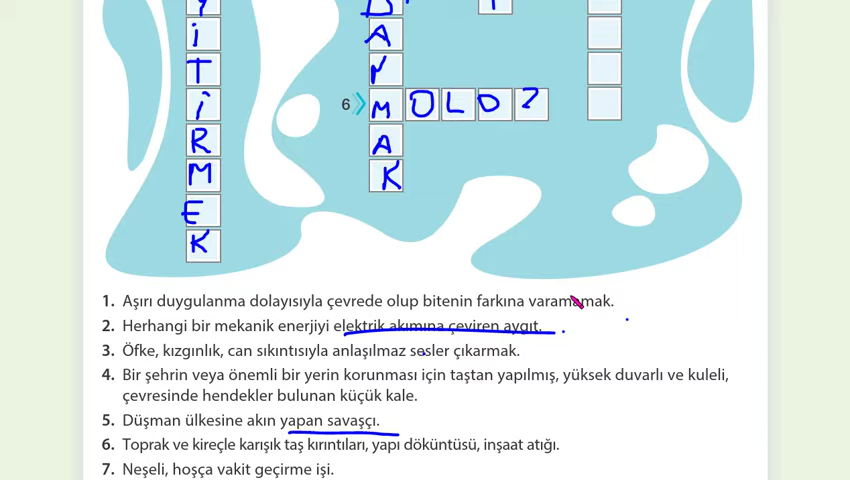 Y D
İ A
T N
İ 6 M O L O Z
R A
M K
E
K
1. Aşırı duygulanma dolayısıyla çevrede olup bitenin farkına varamamak.
2. Herhangi bir mekanik enerjiyi elektrik akımına çeviren aygıt.
3. Öfke, kızgınlık, can sıkıntısıyla anlaşılmaz sesler çıkarmak.
4. Bir şehrin veya önemli bir yerin korunması için taştan yapılmış, yüksek duvarlı ve kuleli,
çevresinde hendekler bulunan küçük kale.
5. Düşman ülkesine akın yapan savaşçı.
6. Toprak ve kireçle karışık taş kırıntıları, yapı döküntüsü, inşaat atığı.
7. Neşeli, hoşça vakit geçirme işi.